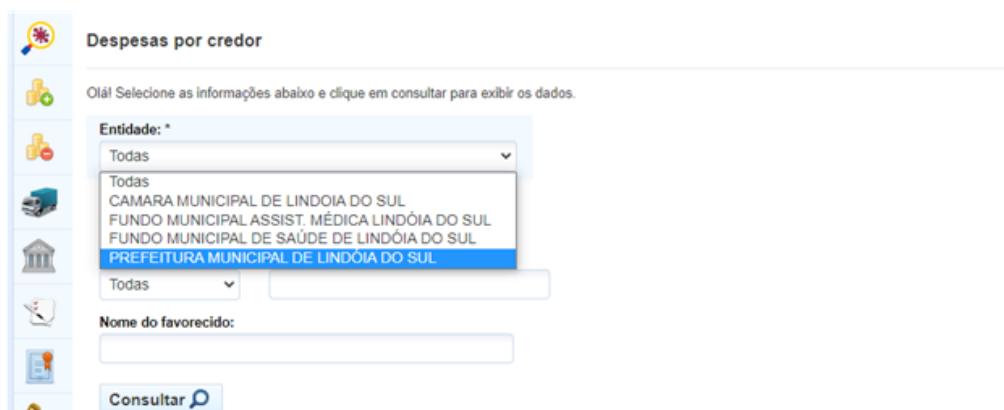 Despesas por credor
Olá! Selecione as informações abaixo e clique em consultar para exibir os dados.
Entidade: *
Todas
Todas
CAMARA MUNICIPAL DE LINDOIA DO SUL
FUNDO MUNICIPAL ASSIST. MÉDICA LINDÓIA DO SUL
FUNDO MUNICIPAL DE SAÚDE DE LINDÓIA DO SUL
PREFEITURA MUNICIPAL DE LINDÓIA DO SUL
Todas
Nome do favorecido:
Consultar